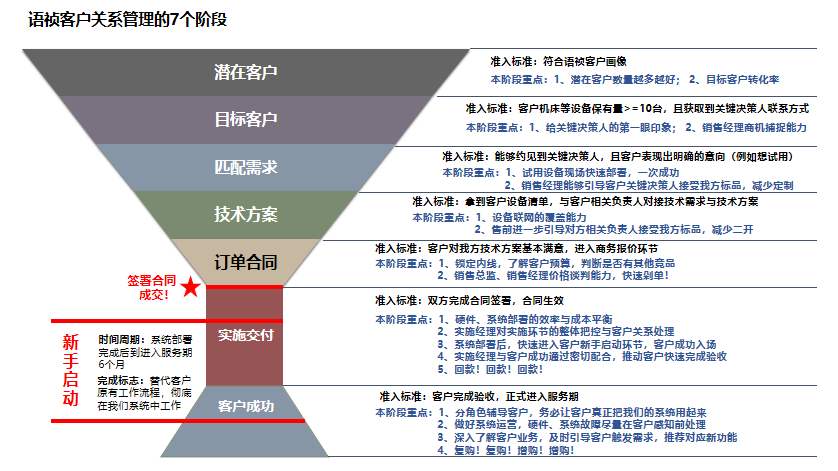 语祯客户关系管理的7个阶段
潜在客户
准入标准：符合语祯客户画像
本阶段重点：1、潜在客户数量越多越好； 2、目标客户转化率
目标客户
准入标准：客户机床等设备保有量>=10台，且获取到关键决策人联系方式
本阶段重点：1、给关键决策人的第一眼印象； 2、销售经理商机捕捉能力
匹配需求
准入标准：能够约见到关键决策人，且客户表现出明确的意向（例如想试用）
本阶段重点：1、试用设备现场快速部署，一次成功
2、销售经理能够引导客户关键决策人接受我方标品，减少定制
技术方案
准入标准：拿到客户设备清单，与客户相关负责人对接技术需求与技术方案
本阶段重点：1、设备联网的覆盖能力
2、售前进一步引导对方相关负责人接受我方标品，减少二开
订单合同
准入标准：客户对我方技术方案基本满意，进入商务报价环节
本阶段重点：1、锁定内线，了解客户预算，判断是否有其他竞品
2、销售总监、销售经理价格谈判能力，快速剁单！
签署合同
成交！
实施交付
准入标准：双方完成合同签署，合同生效
本阶段重点：1、硬件、系统部署的效率与成本平衡
2、实施经理对实施环节的整体把控与客户关系处理
3、系统部署后，快速进入客户新手启动环节，客户成功入场
4、实施经理与客户成功通过密切配合，推动客户快速完成验收
5、回款！回款！回款！
新手启动
时间周期：系统部署
完成后到进入服务期
6个月
完成标志：替代客户
原有工作流程，彻底
在我们系统中工作
客户成功
准入标准：客户完成验收，正式进入服务期
本阶段重点：1、分角色辅导客户，务必让客户真正把我们的系统用起来
2、做好系统运营，硬件、系统故障尽量在客户感知前处理
3、深入了解客户业务，及时引导客户触发需求，推荐对应新功能
4、复购！复购！增购！增购！